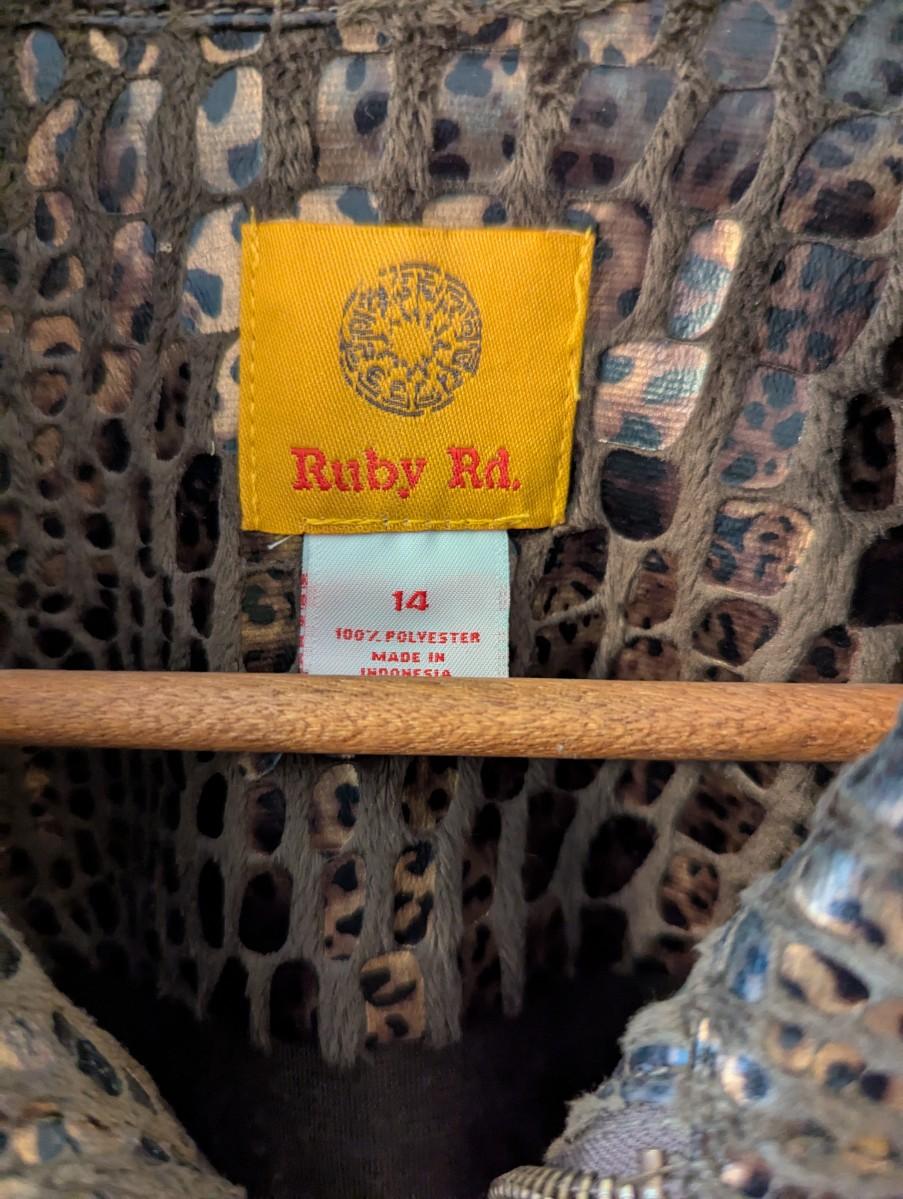 Ruby Rd.
14
100% POLYESTER
MADE IN
INDONESIA